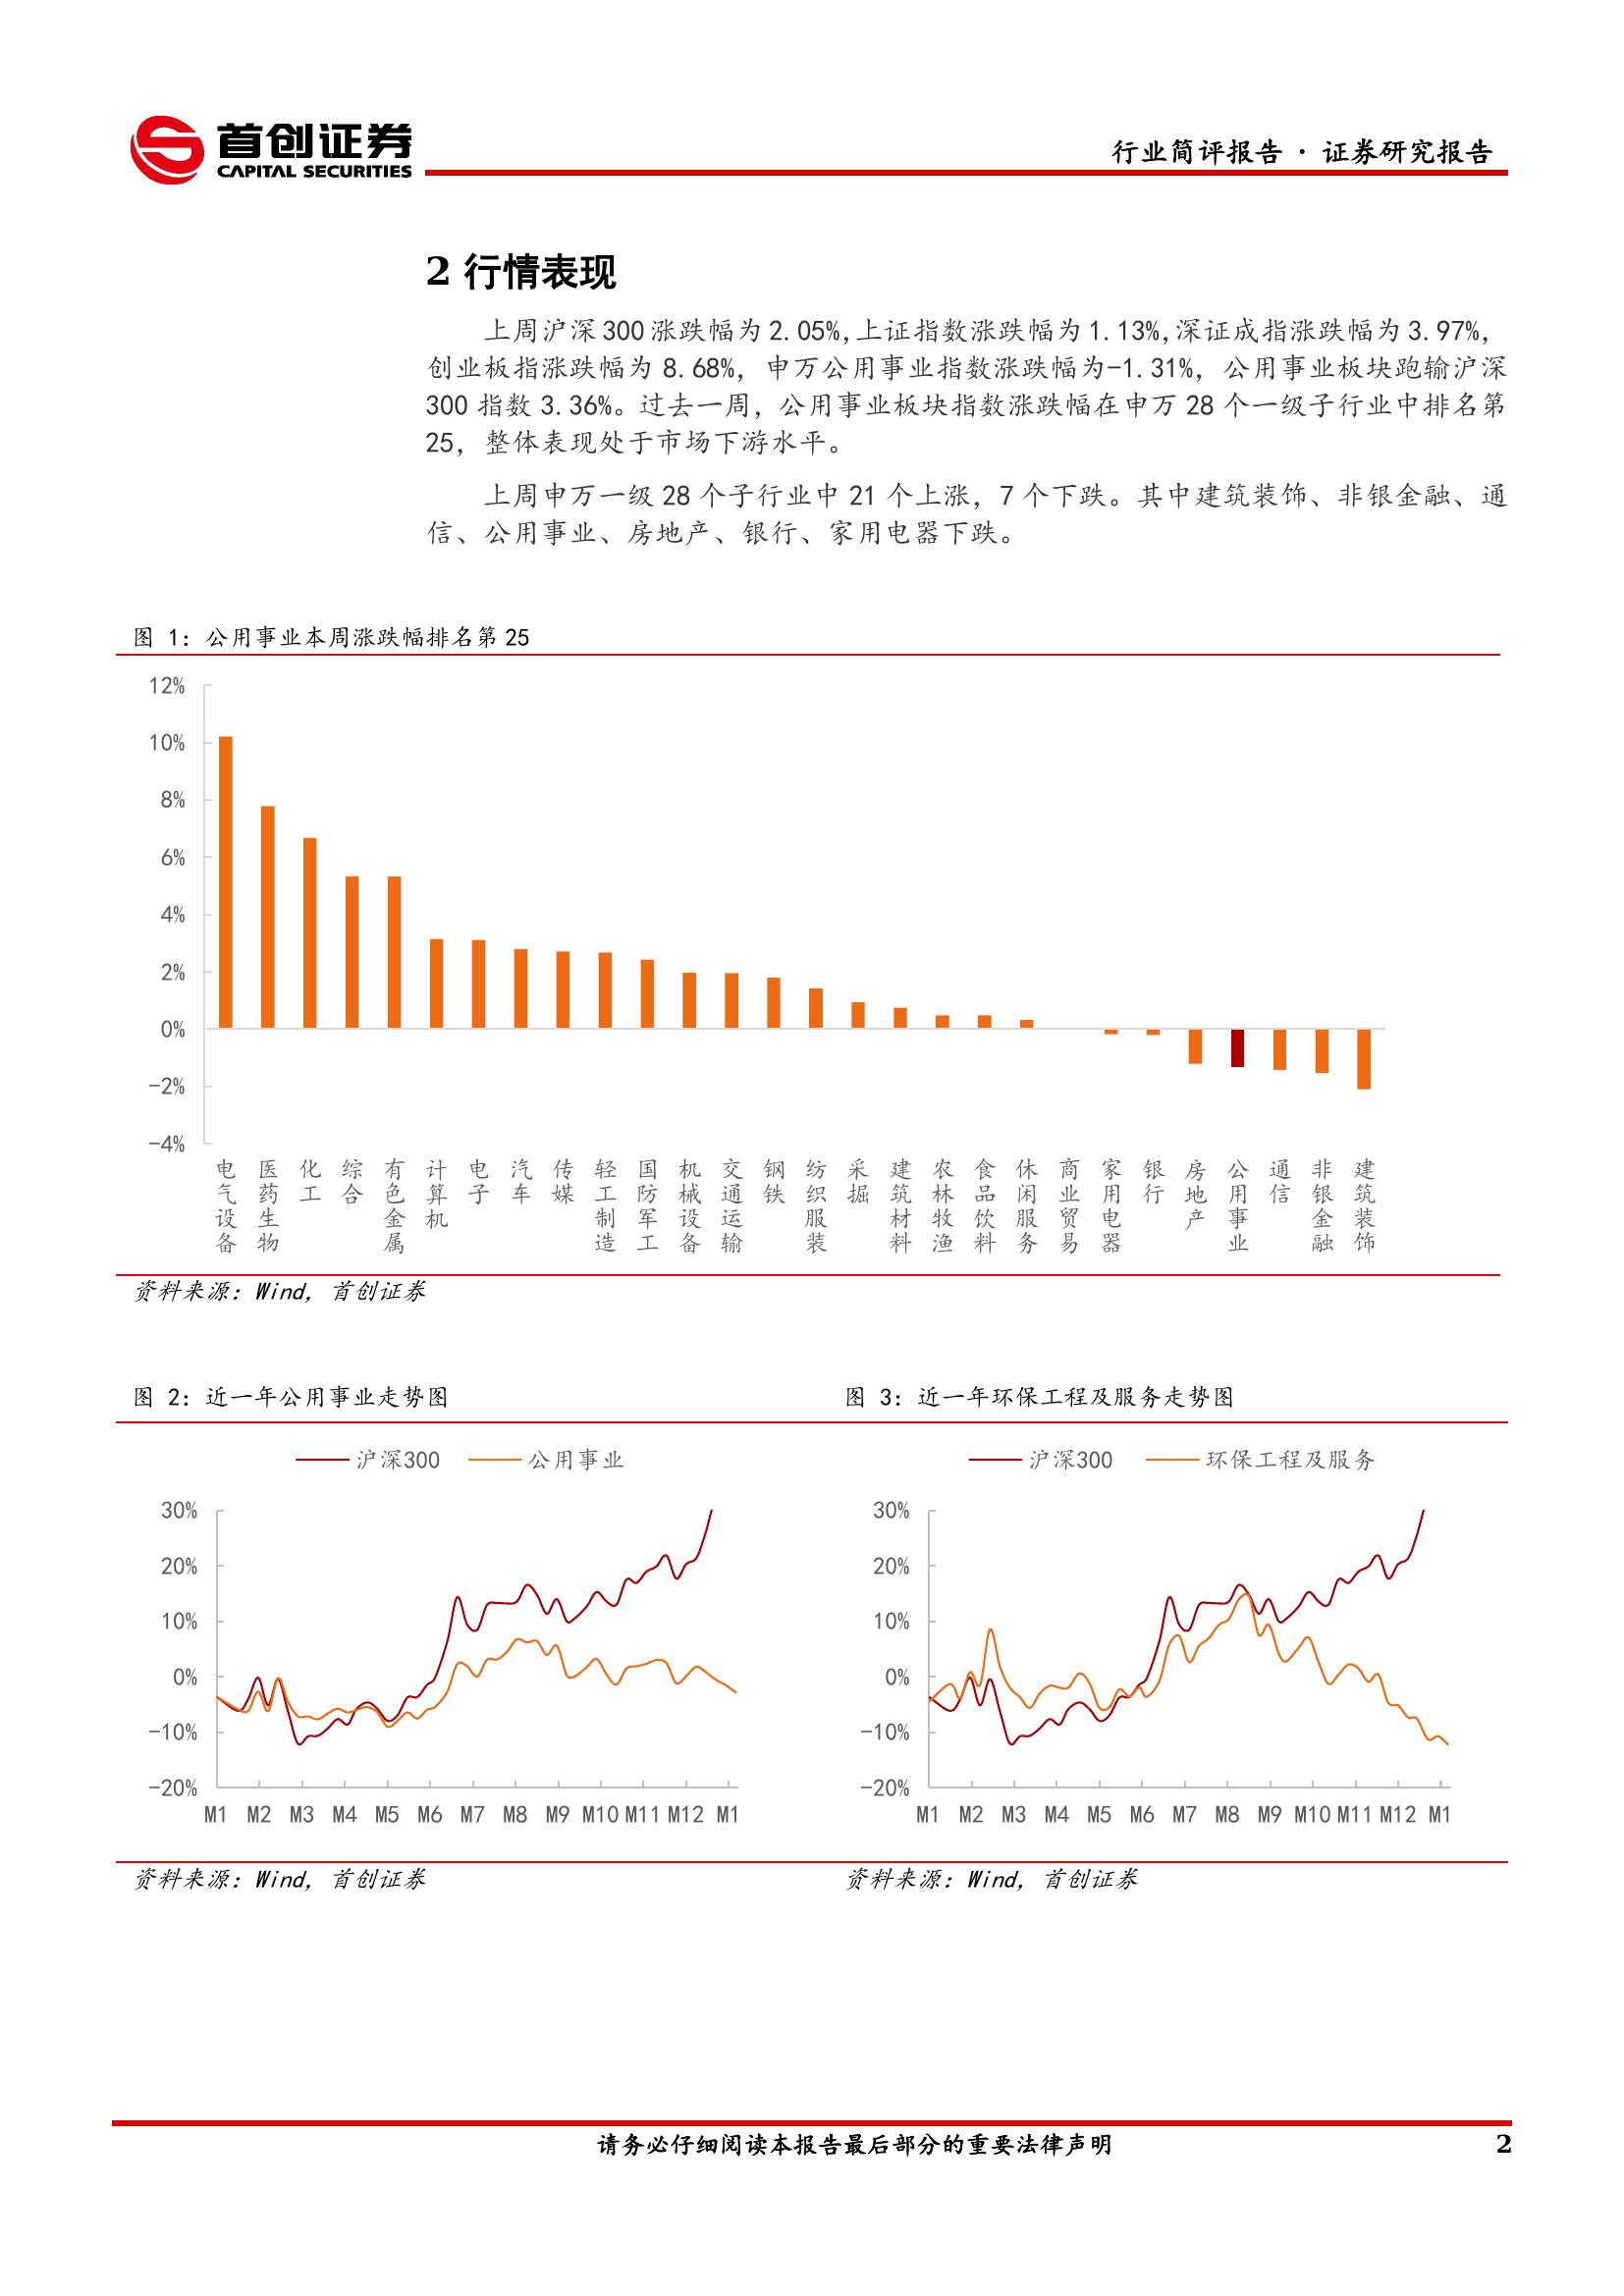 首创证券
CAPITAL SECURITIES
行业简评报告 · 证券研究报告
2 行情表现
上周沪深300涨跌幅为2.05%,上证指数涨跌幅为1.13%,深证成指涨跌幅为3.97%,
创业板指涨跌幅为 8.68%, 申万公用事业指数涨跌幅为-1.31%, 公用事业板块跑输沪深
300 指数 3.36%。过去一周, 公用事业板块指数涨跌幅在申万 28 个一级子行业中排名第
25, 整体表现处于市场下游水平。
上周申万一级 28 个子行业中 21 个上涨, 7 个下跌。其中建筑装饰、非银金融、通
信、公用事业、房地产、银行、家用电器下跌。
图 1: 公用事业本周涨跌幅排名第 25
12%
10%
8%
6%
4%
2%
0%
-2%
-4%
电气设备
医药生物
化工
综合
有色金属
计算机
电子
汽车
传媒
轻工制造
国防军工
机械设备
交通运输
钢铁
纺织服装
采掘
建筑材料
农林牧渔
食品饮料
休闲服务
商业贸易
家用电器
银行
房地产
公用事业
通信
非银金融
建筑装饰
资料来源: Wind, 首创证券
图 2: 近一年公用事业走势图
沪深300 公用事业
30%
20%
10%
0%
-10%
-20%
M1 M2 M3 M4 M5 M6 M7 M8 M9 M10 M11 M12 M1
资料来源: Wind, 首创证券
图 3: 近一年环保工程及服务走势图
沪深300 环保工程及服务
30%
20%
10%
0%
-10%
-20%
M1 M2 M3 M4 M5 M6 M7 M8 M9 M10 M11 M12 M1
资料来源: Wind, 首创证券
请务必仔细阅读本报告最后部分的重要法律声明
2